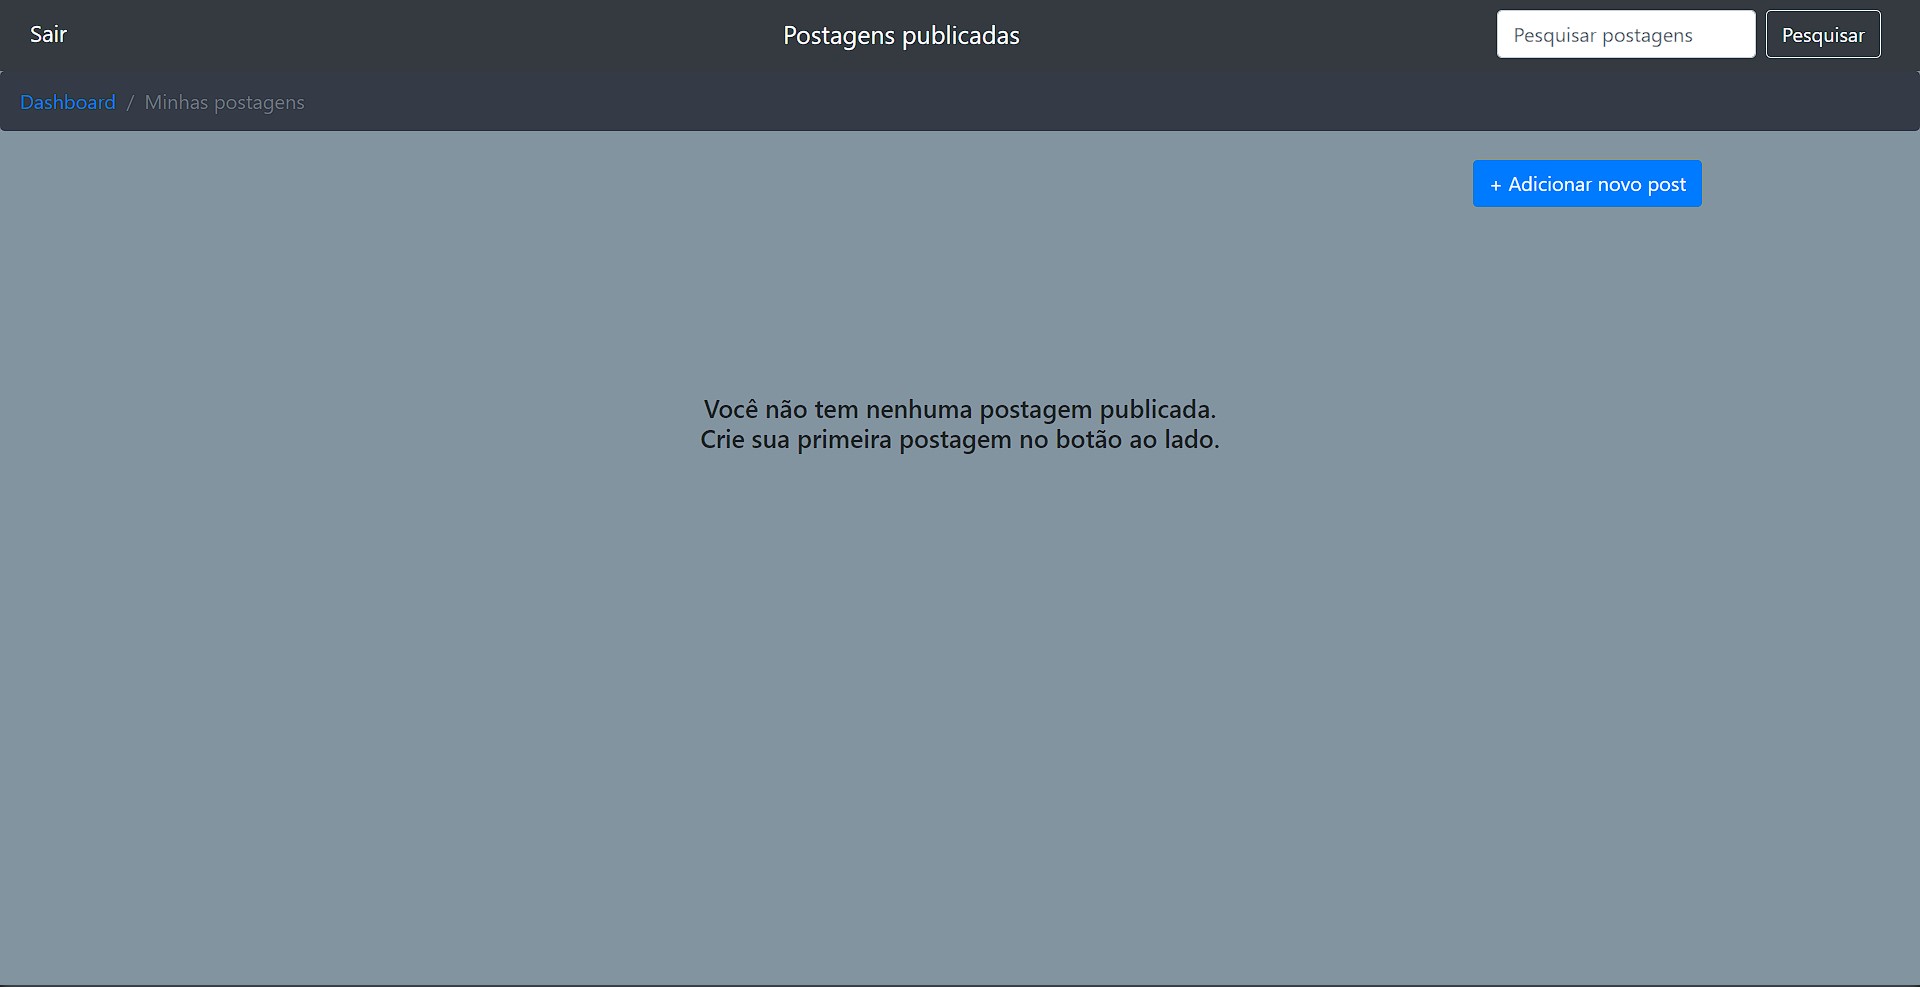 Sair
Postagens publicadas
Pesquisar postagens
Pesquisar
Dashboard / Minhas postagens
+ Adicionar novo post
Você não tem nenhuma postagem publicada.
Crie sua primeira postagem no botão ao lado.